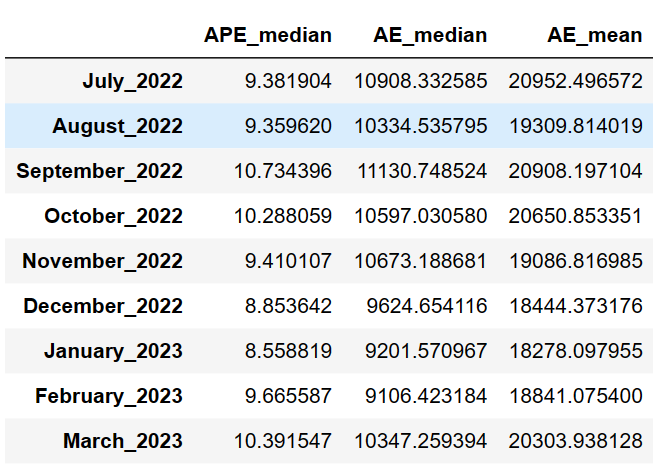 APE_median AE_median AE_mean
July_2022 9.381904 10908.332585 20952.496572
August_2022 9.359620 10334.535795 19309.814019
September_2022 10.734396 11130.748524 20908.197104
October_2022 10.288059 10597.030580 20650.853351
November_2022 9.410107 10673.188681 19086.816985
December_2022 8.853642 9624.654116 18444.373176
January_2023 8.558819 9201.570967 18278.097955
February_2023 9.665587 9106.423184 18841.075400
March_2023 10.391547 10347.259394 20303.938128